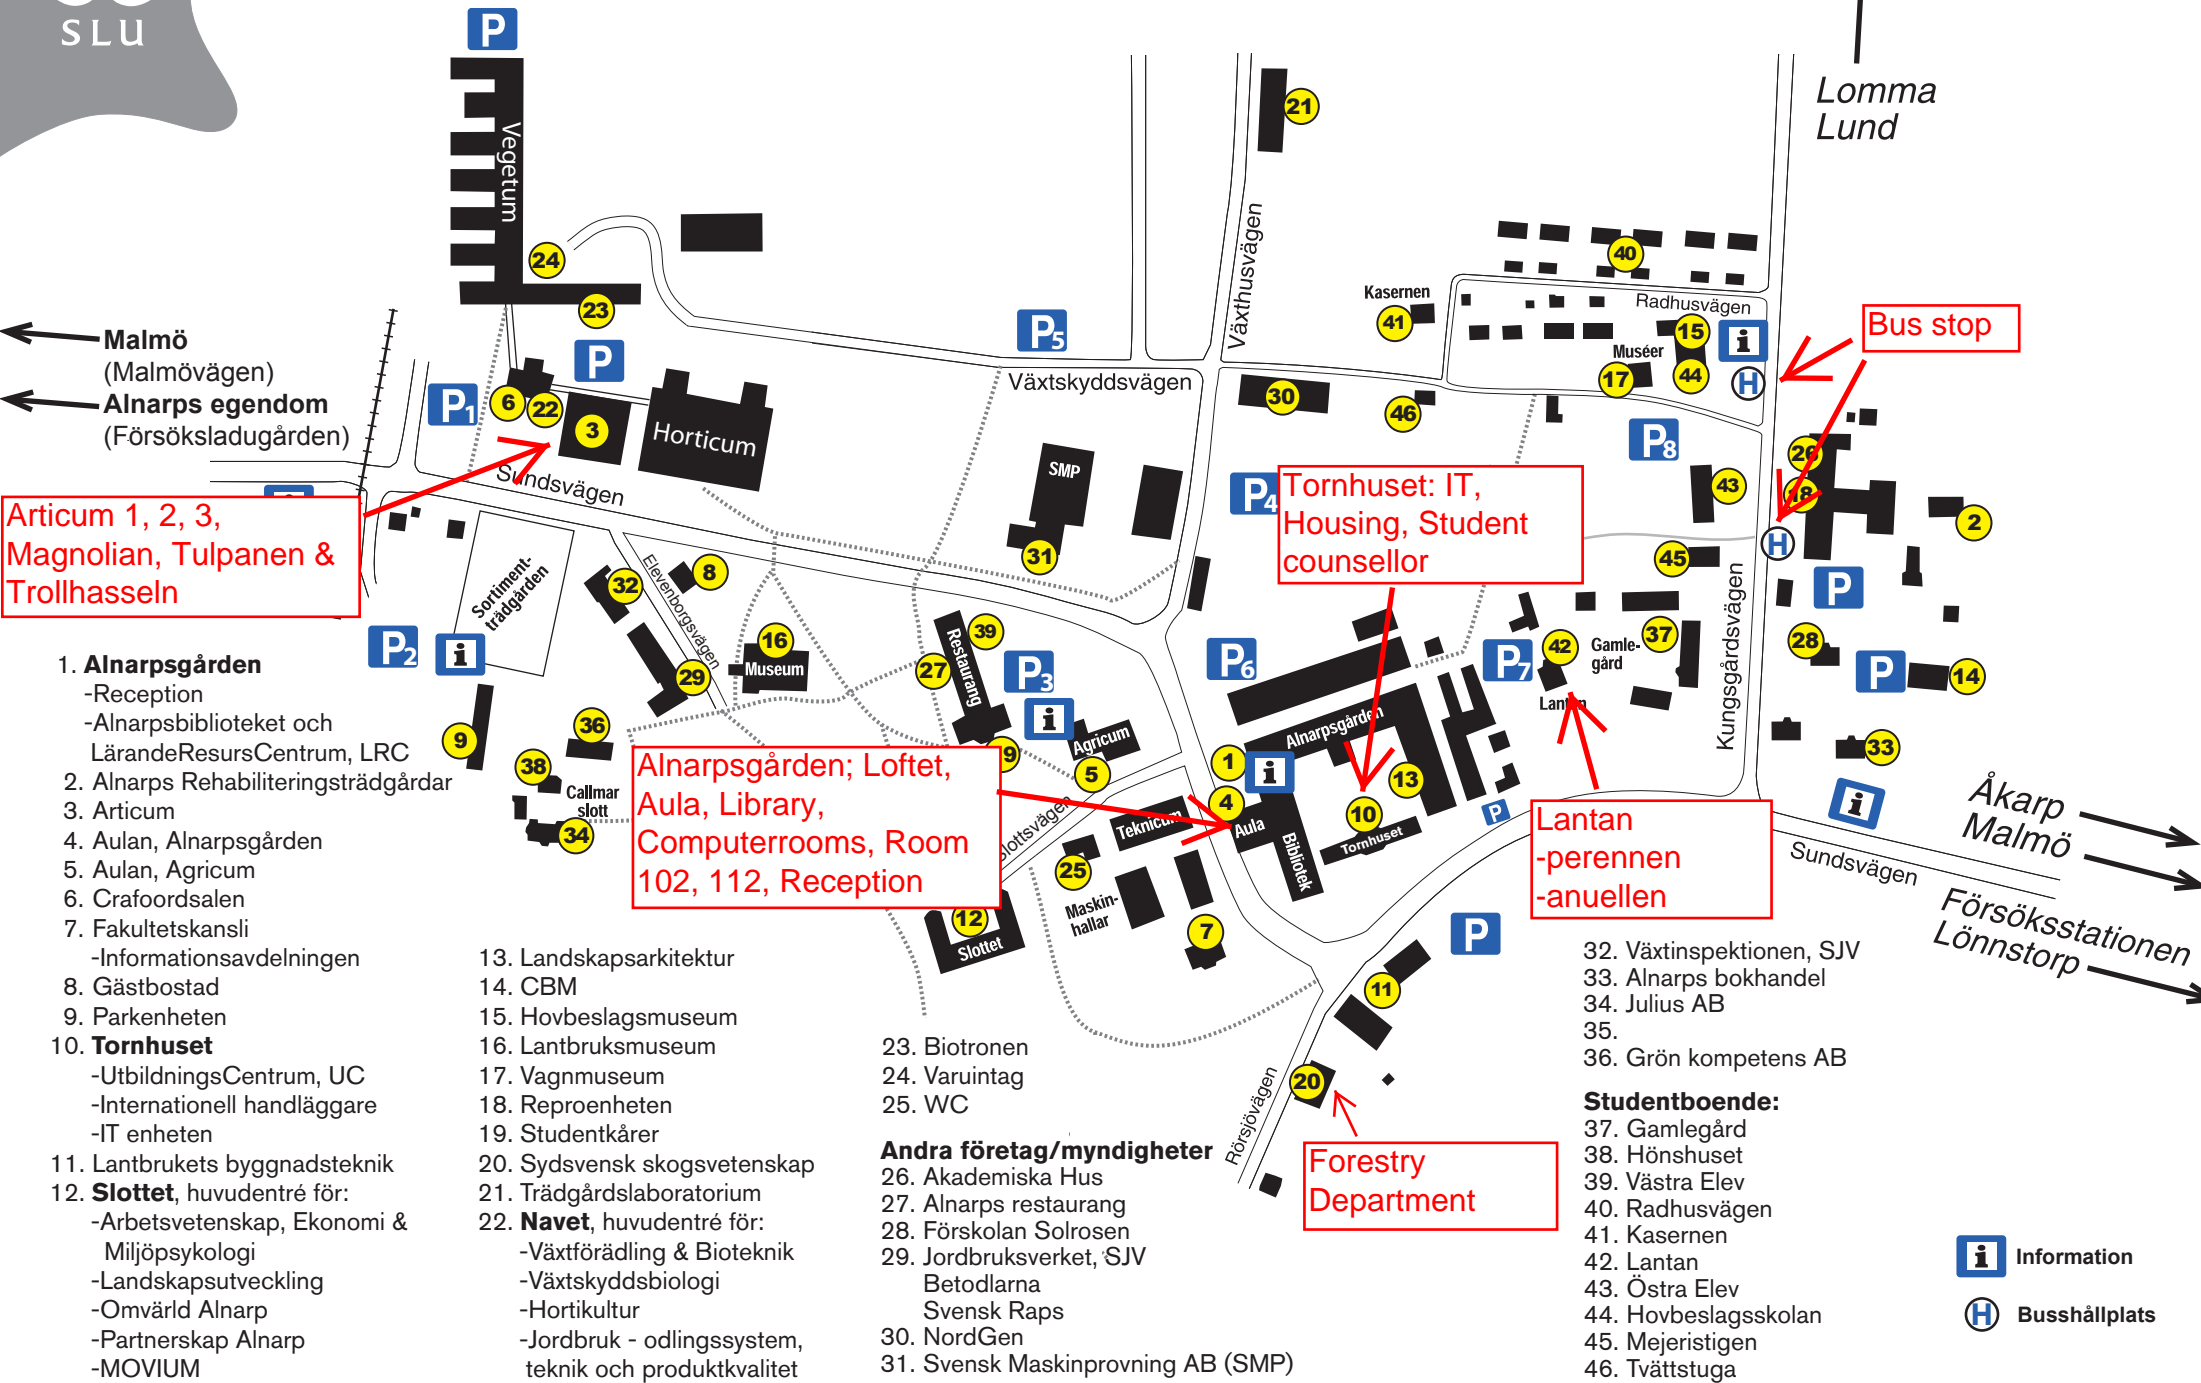 SLU
P
Vegetum
24
23
21
Växthusvägen
Lomma
Lund
40
Radhusvägen
Kasernen
41
15
Muséer
17
44
i
H
Bus stop
Malmö
(Malmövägen)
Alnarps egendom
(Försöksladugården)
P1
P
6
22
3
Horticum
P5
Växtskyddsvägen
30
46
P8
43
26
18
2
H
Sundsvägen
SMP
31
P4
Tornhuset: IT,
Housing, Student
counsellor
Articum 1, 2, 3,
Magnolian, Tulpanen &
Trollhasseln
Sortiment-
trädgården
P2
i
32
Elevenborgsvägen
8
29
16
Museum
9
36
38
Callmar
slott
34
39
Restaurang
27
P3
i
9
Agricum
5
P6
P7
42
Lantan
Gamle-
gård
37
45
Kungsgårdsvägen
P
28
P
14
33
i
Alnarpsgården
1
i
4
Aula
Bibliotek
13
10
Tornhuset
P
Alnarpsgården; Loftet,
Aula, Library,
Computerrooms, Room
102, 112, Reception
Slottsvägen
Teknicum
25
Maskin-
hallar
12
Slottet
7
Lantan
-perennen
-anuellen
Sundsvägen
Åkarp
Malmö
Försöksstationen
Lönnstorp
P
11
20
Rörsjövägen
Forestry
Department
1. Alnarpsgården
-Reception
-Alnarpsbiblioteket och
LärandeResursCentrum, LRC
2. Alnarps Rehabiliteringsträdgårdar
3. Articum
4. Aulan, Alnarpsgården
5. Aulan, Agricum
6. Crafoordsalen
7. Fakultetskansli
-Informationsavdelningen
8. Gästbostad
9. Parkenheten
10. Tornhuset
-UtbildningsCentrum, UC
-Internationell handläggare
-IT enheten
11. Lantbrukets byggnadsteknik
12. Slottet, huvudentré för:
-Arbetsvetenskap, Ekonomi &
Miljöpsykologi
-Landskapsutveckling
-Omvärld Alnarp
-Partnerskap Alnarp
-MOVIUM
13. Landskapsarkitektur
14. CBM
15. Hovbeslagsmuseum
16. Lantbruksmuseum
17. Vagnmuseum
18. Reproenheten
19. Studentkårer
20. Sydsvensk skogsvetenskap
21. Trädgårdslaboratorium
22. Navet, huvudentré för:
-Växtförädling & Bioteknik
-Växtskyddsbiologi
-Hortikultur
-Jordbruk - odlingssystem,
teknik och produktkvalitet
23. Biotronen
24. Varuintag
25. WC
Andra företag/myndigheter
26. Akademiska Hus
27. Alnarps restaurang
28. Förskolan Solrosen
29. Jordbruksverket, SJV
Betodlarna
Svensk Raps
30. NordGen
31. Svensk Maskinprovning AB (SMP)
32. Växtinspektionen, SJV
33. Alnarps bokhandel
34. Julius AB
35.
36. Grön kompetens AB
Studentboende:
37. Gamlegård
38. Hönshuset
39. Västra Elev
40. Radhusvägen
41. Kasernen
42. Lantan
43. Östra Elev
44. Hovbeslagsskolan
45. Mejeristigen
46. Tvättstuga
i Information
H Busshållplats